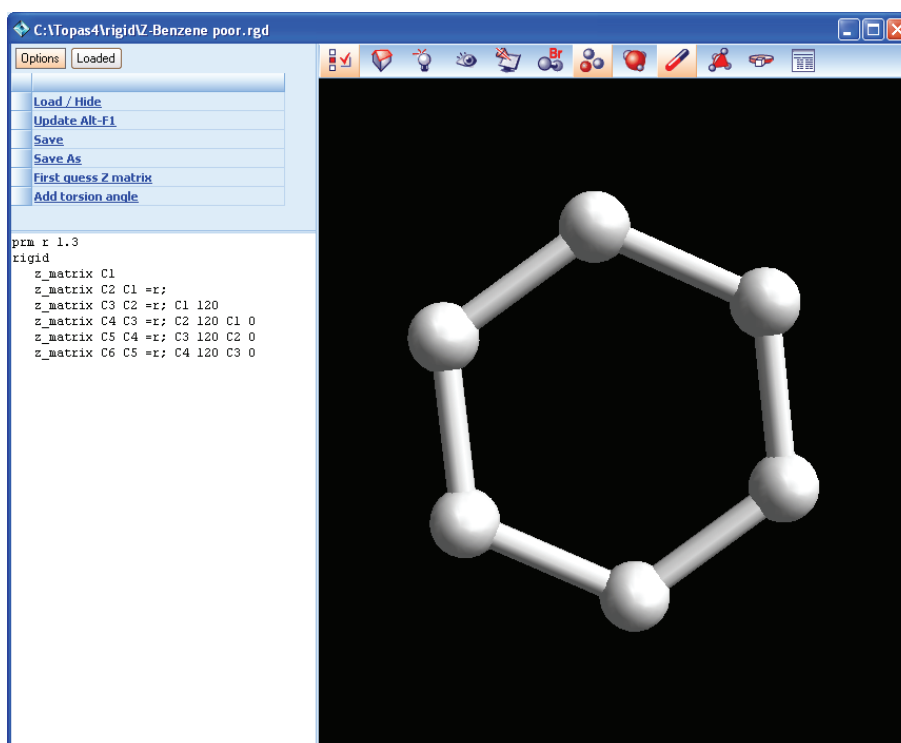 C:\Topas4\rigid\Z-Benzene poor.rgd
Options Loaded
Br
Load / Hide
Update Alt-F1
Save
Save As
First quess Z matrix
Add torsion angle
prm r 1.3
rigid
z_matrix C1
z_matrix C2 C1 =r;
z_matrix C3 C2 =r; C1 120
z_matrix C4 C3 =r; C2 120 C1 0
z_matrix C5 C4 =r; C3 120 C2 0
z_matrix C6 C5 =r; C4 120 C3 0